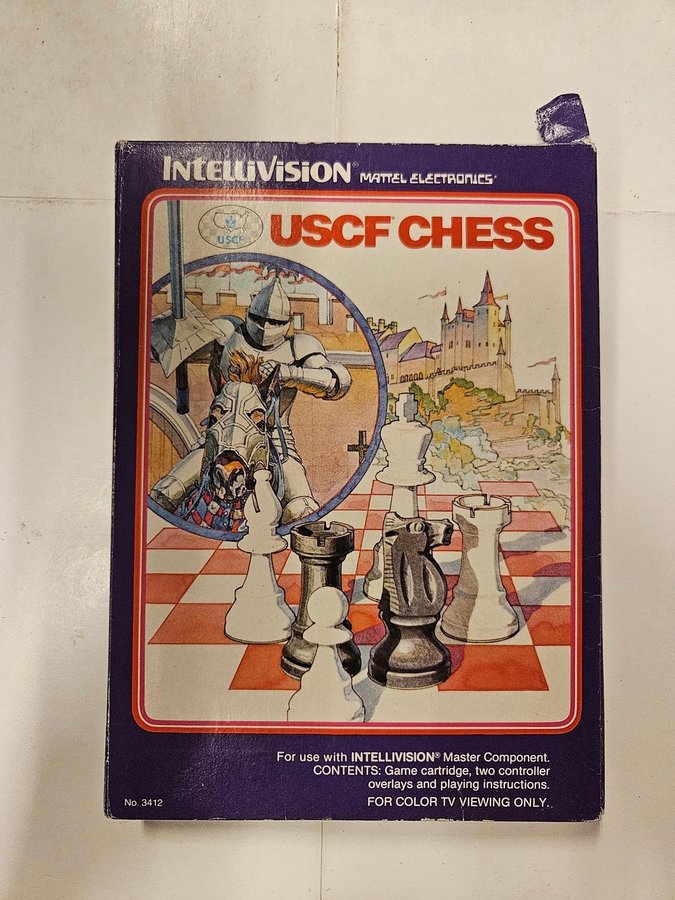 INTELLIVISION® MATTEL ELECTRONICS®
USCF
USCF® CHESS
For use with INTELLIVISION® Master Component.
CONTENTS: Game cartridge, two controller
overlays and playing instructions.
No. 3412
FOR COLOR TV VIEWING ONLY.